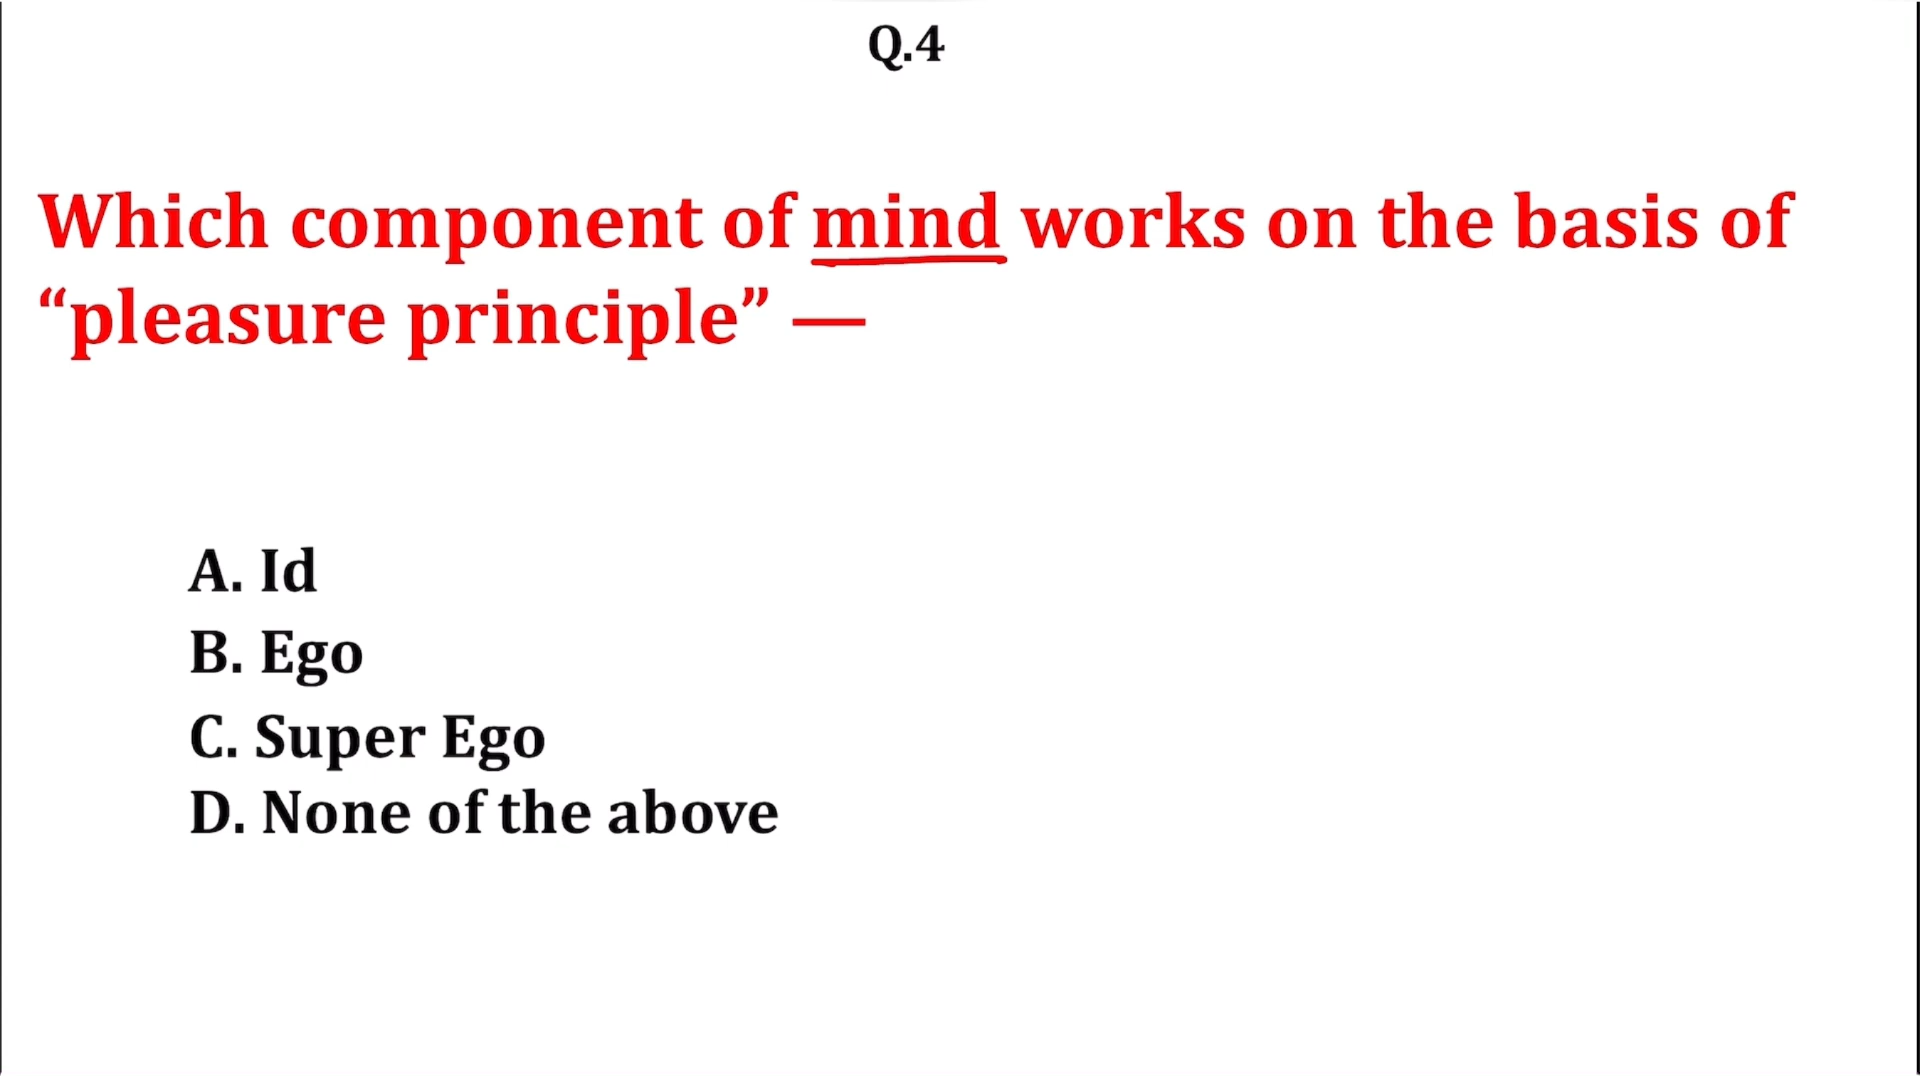 Q.4
Which component of mind works on the basis of
“pleasure principle” —
A. Id
B. Ego
C. Super Ego
D. None of the above